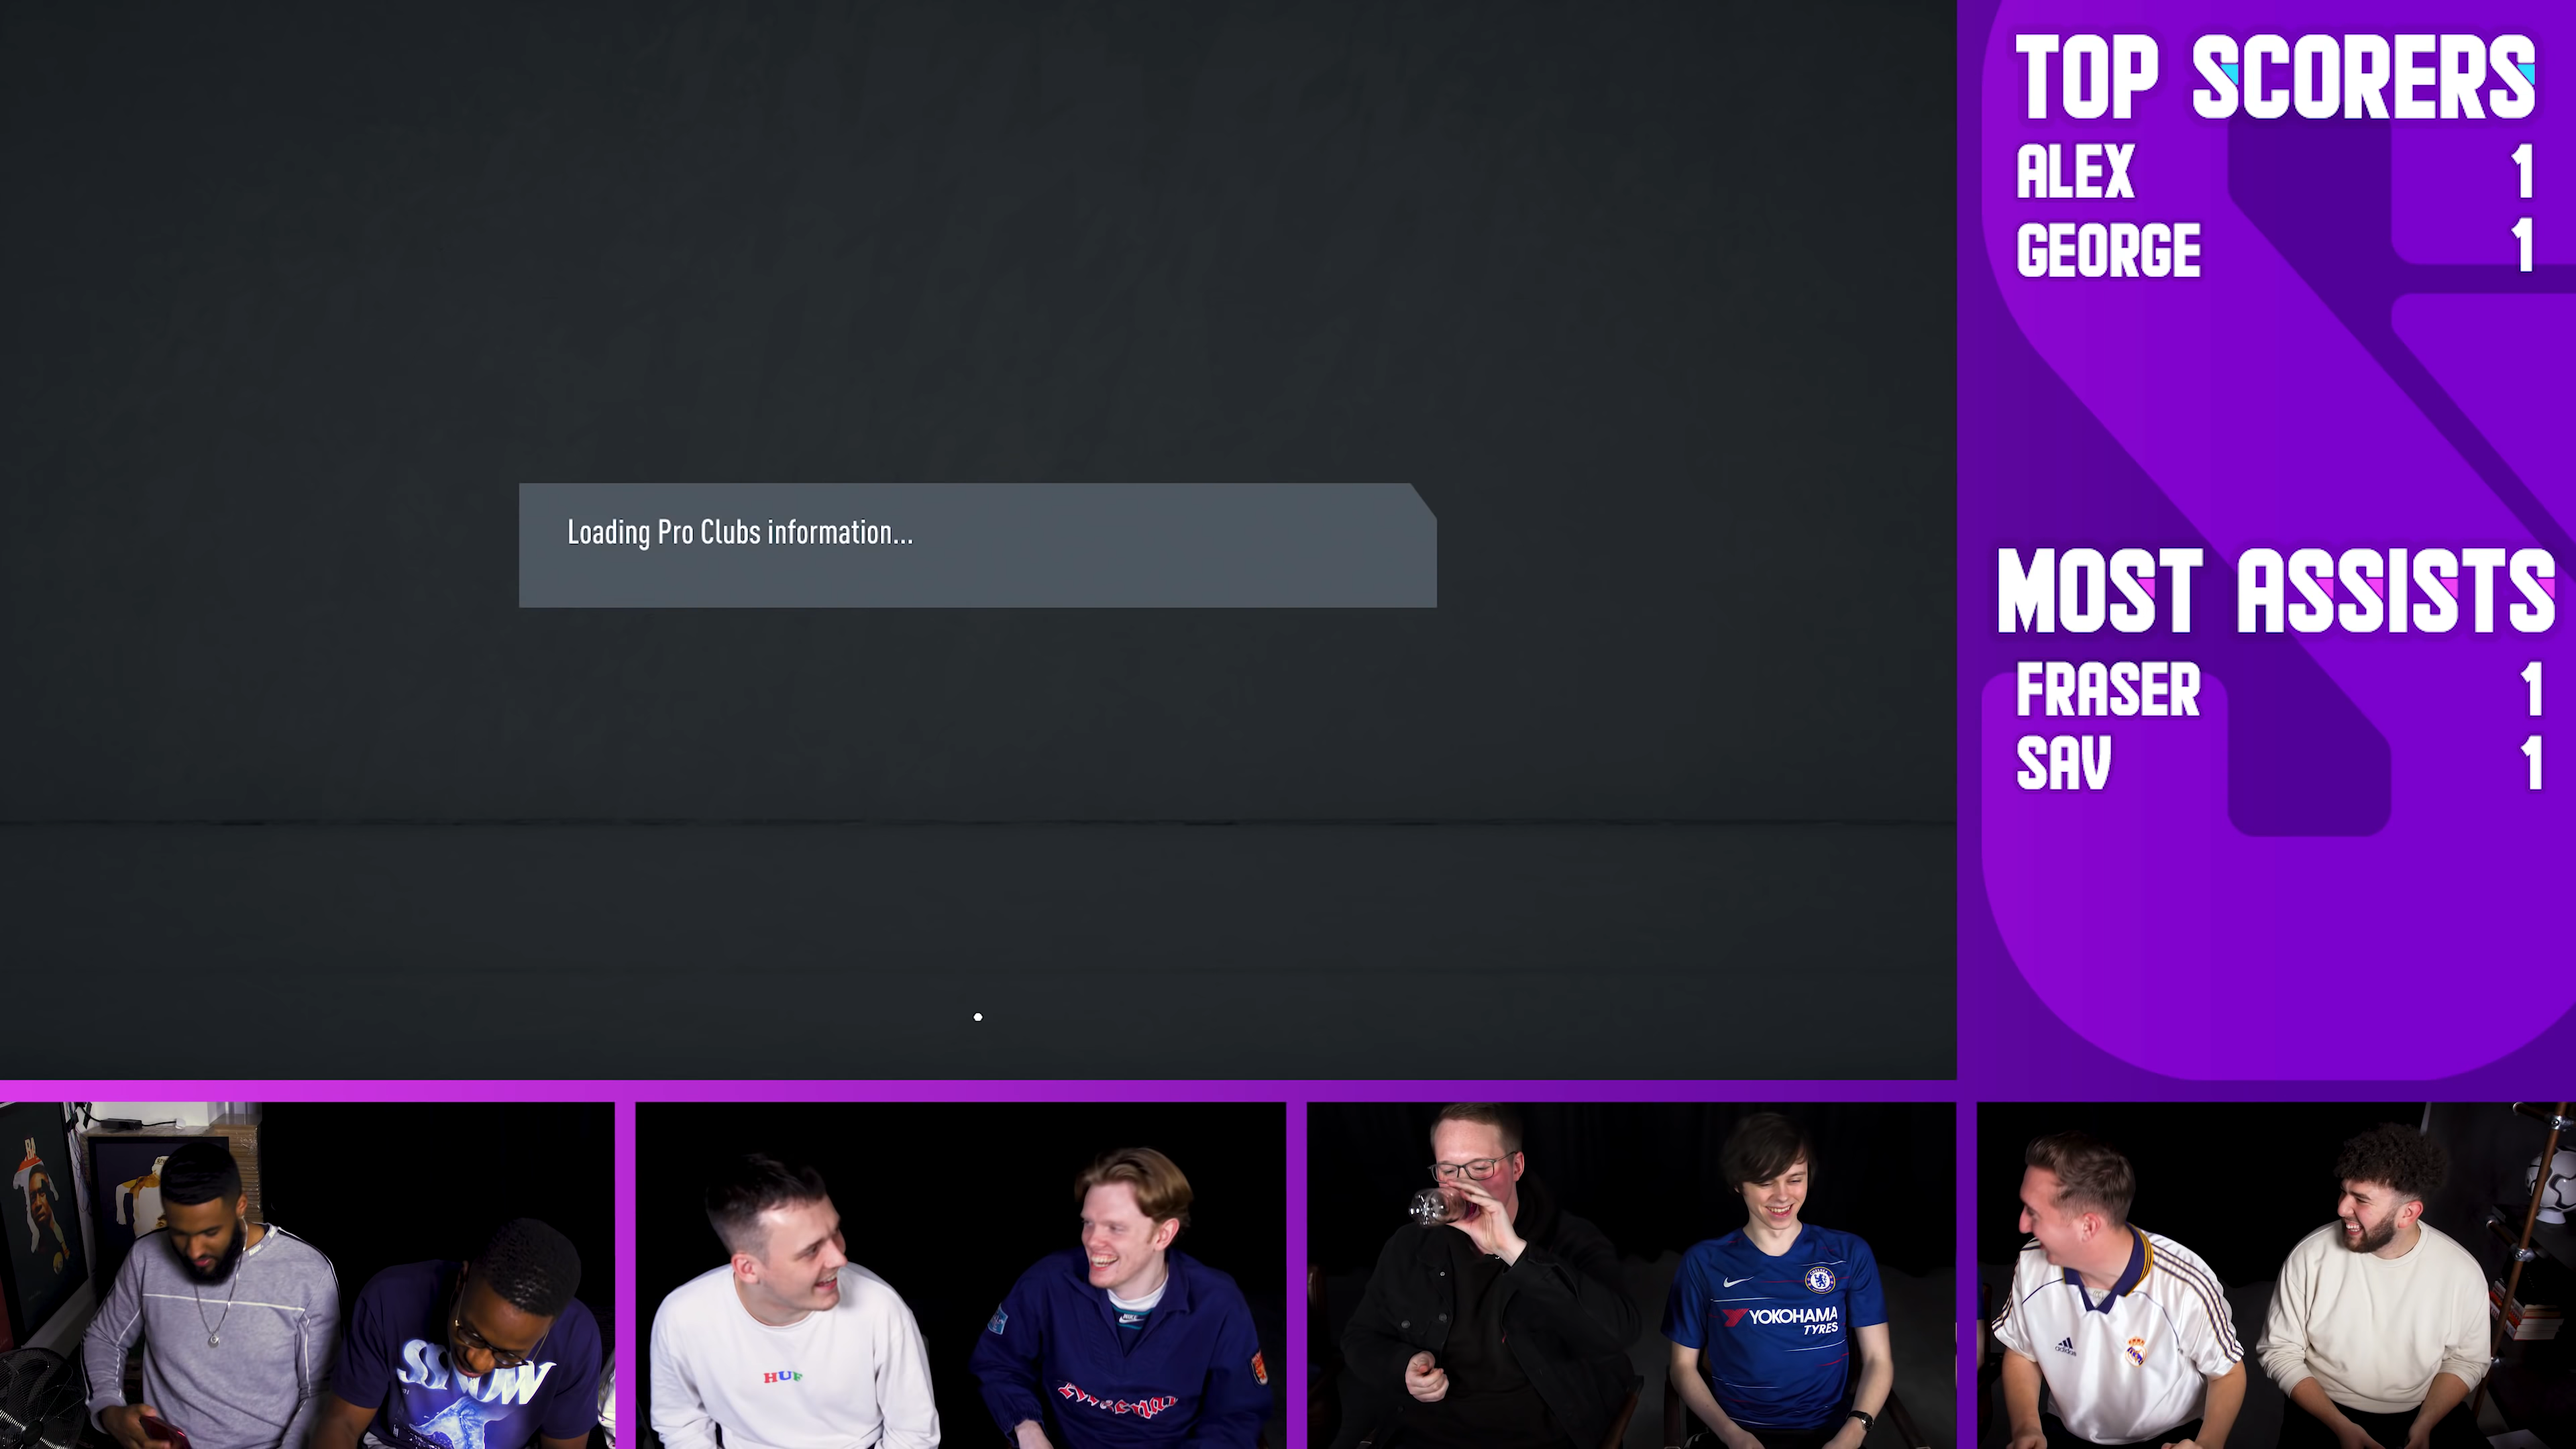 Loading Pro Clubs information...
TOP SCORERS
ALEX 1
GEORGE 1
MOST ASSISTS
FRASER 1
SAV 1
HUF
NIKE
YOKOHAMA
TYRES
adidas